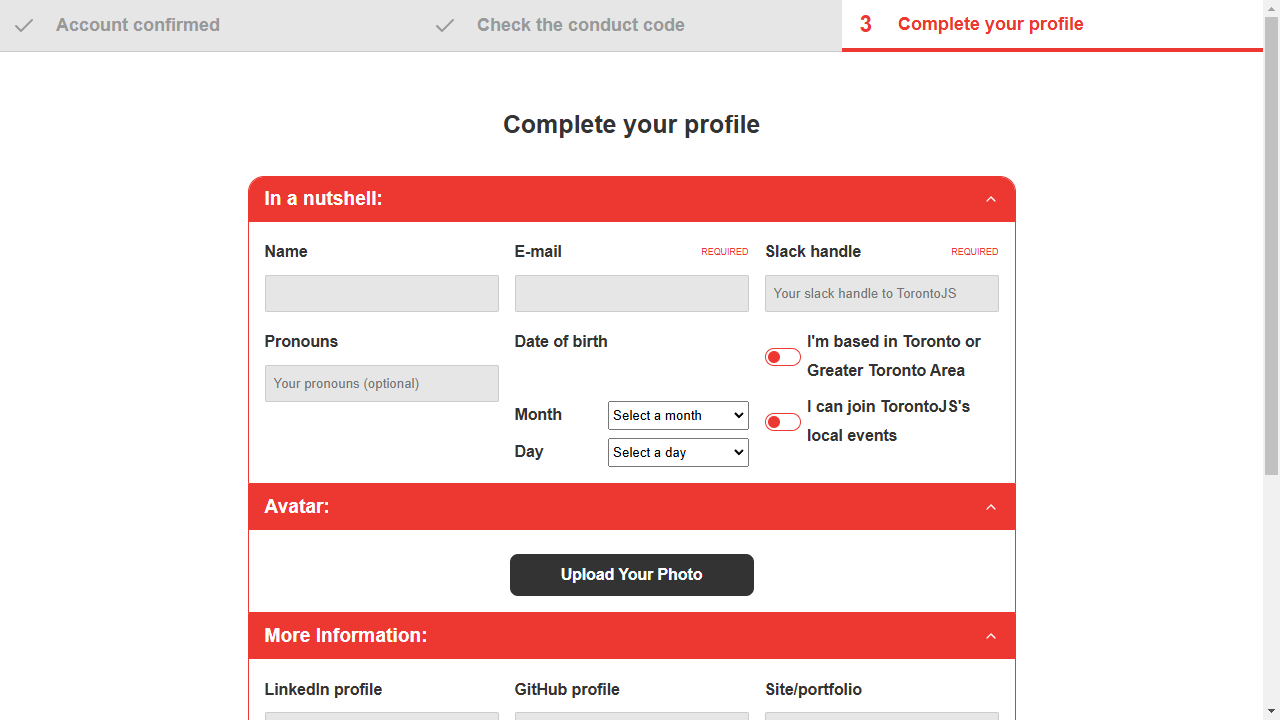 Account confirmed
Check the conduct code
3 Complete your profile
Complete your profile
In a nutshell:
Name
E-mail REQUIRED
Slack handle REQUIRED
Your slack handle to TorontoJS
Pronouns
Your pronouns (optional)
Date of birth
Month Select a month
Day Select a day
I'm based in Toronto or
Greater Toronto Area
I can join TorontoJS's
local events
Avatar:
Upload Your Photo
More Information:
LinkedIn profile
GitHub profile
Site/portfolio